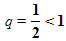 q = 1/2 < 1